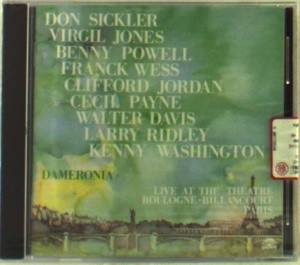 DON SICKLER
VIRGIL JONES
BENNY POWELL
FRANCK WESS
CLIFFORD JORDAN
CECIL PAYNE
WALTER DAVIS
LARRY RIDLEY
KENNY WASHINGTON
DAMERONIA
LIVE AT THE THEATRE
BOULOGNE-BILLANCOURT
PARIS